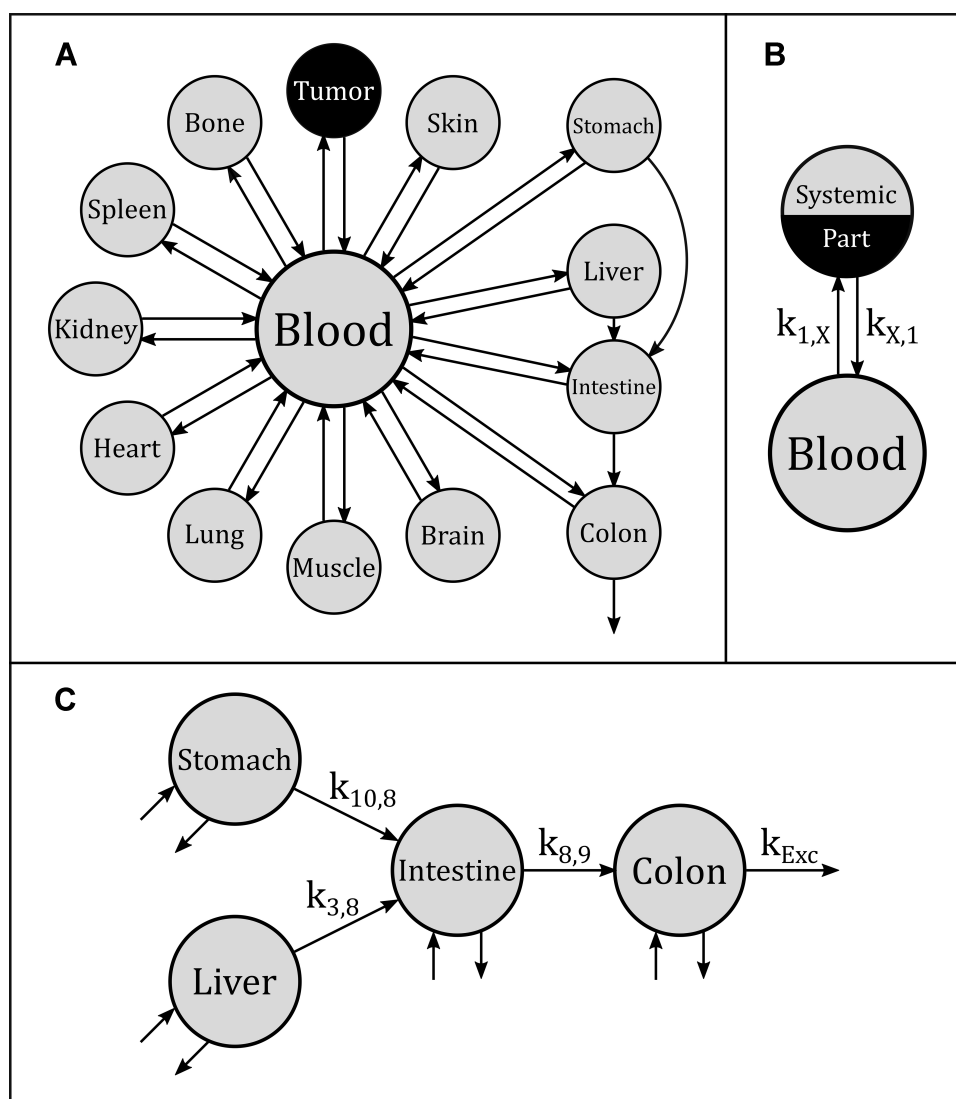 A
Tumor
Bone
Skin
Stomach
Spleen
Liver
Kidney
Blood
Intestine
Heart
Lung
Muscle
Brain
Colon
B
Systemic
Part
k1,X
kX,1
Blood
C
Stomach
k10,8
Intestine
k8,9
Colon
kExc
k3,8
Liver